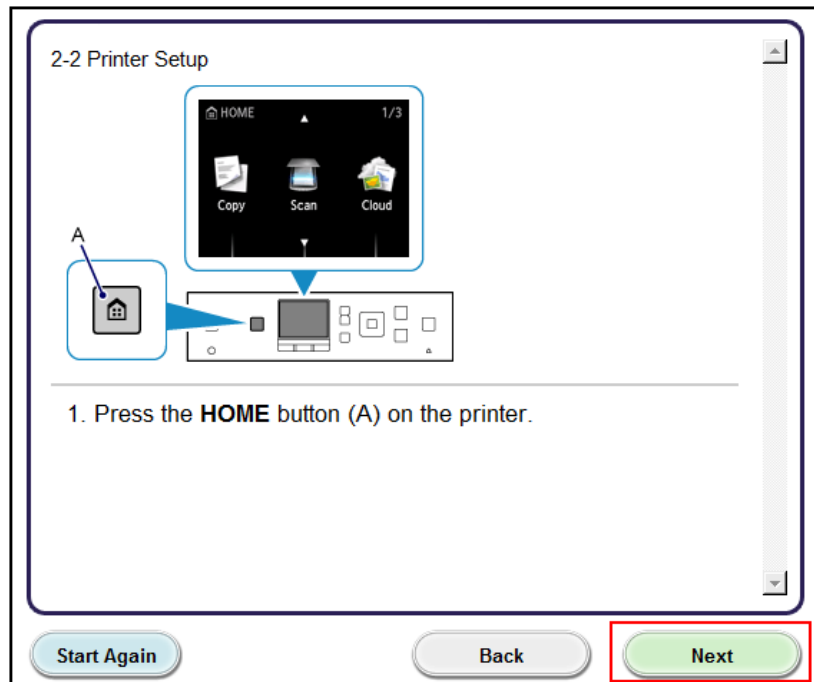 2-2 Printer Setup
HOME 1/3
Copy Scan Cloud
A
1. Press the HOME button (A) on the printer.
Start Again Back Next